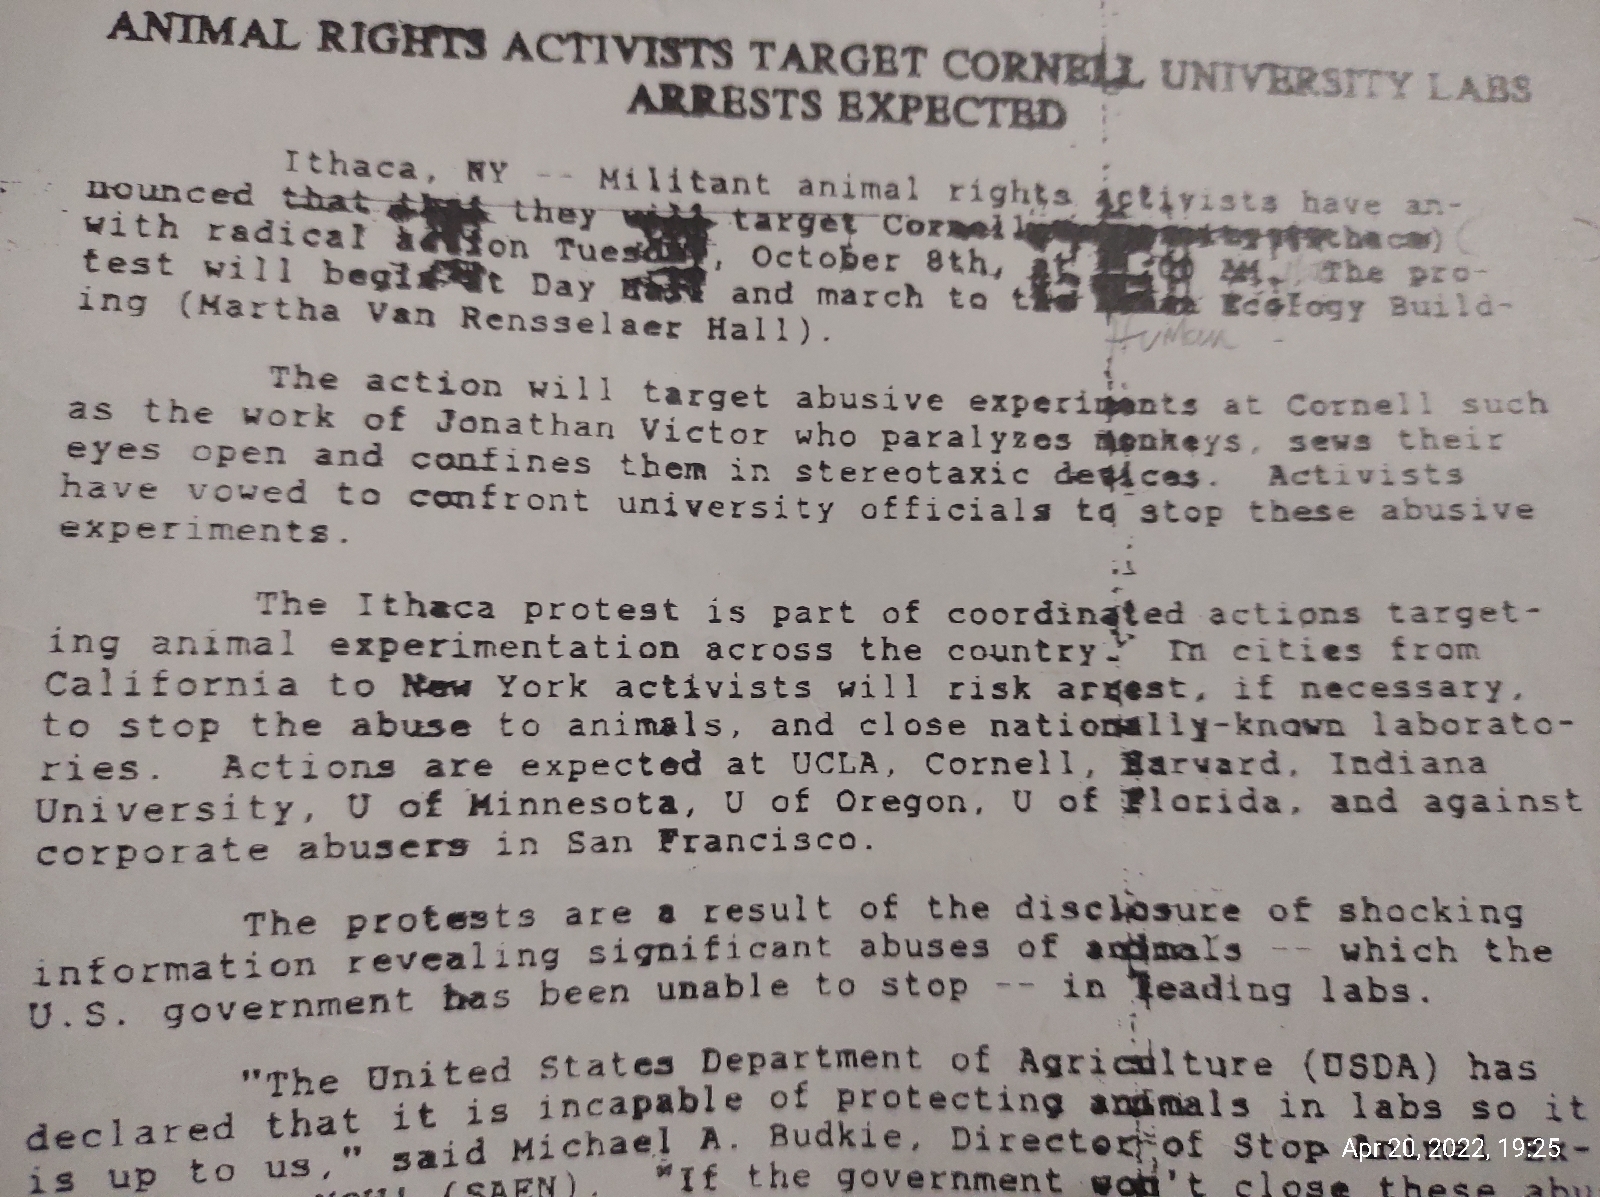 ANIMAL RIGHTS ACTIVISTS TARGET CORNELL UNIVERSITY LABS
ARRESTS EXPECTED
Ithaca, NY -- Militant animal rights activists have an-
nounced that that they will target Cornell
with radical action Tuesday, October 8th, at The pro-
test will begin at Day Hall and march to the Ecology Build-
Human
ing (Martha Van Rensselaer Hall).
The action will target abusive experiments at Cornell such
as the work of Jonathan Victor who paralyzes monkeys, sews their
eyes open and confines them in stereotaxic devices. Activists
have vowed to confront university officials to stop these abusive
experiments.
The Ithaca protest is part of coordinated actions target-
ing animal experimentation across the country. In cities from
California to New York activists will risk arrest, if necessary,
to stop the abuse to animals, and close nationally-known laborato-
ries. Actions are expected at UCLA, Cornell, Harvard, Indiana
University, U of Minnesota, U of Oregon, U of Florida, and against
corporate abusers in San Francisco.
The protests are a result of the disclosure of shocking
information revealing significant abuses of animals -- which the
U.S. government has been unable to stop -- in leading labs.
"The United States Department of Agriculture (USDA) has
declared that it is incapable of protecting animals in labs so it
is up to us," said Michael A. Budkie, Director of Stop
(SAEN). "If the government won't close these abu
Apr 20, 2022, 19:25